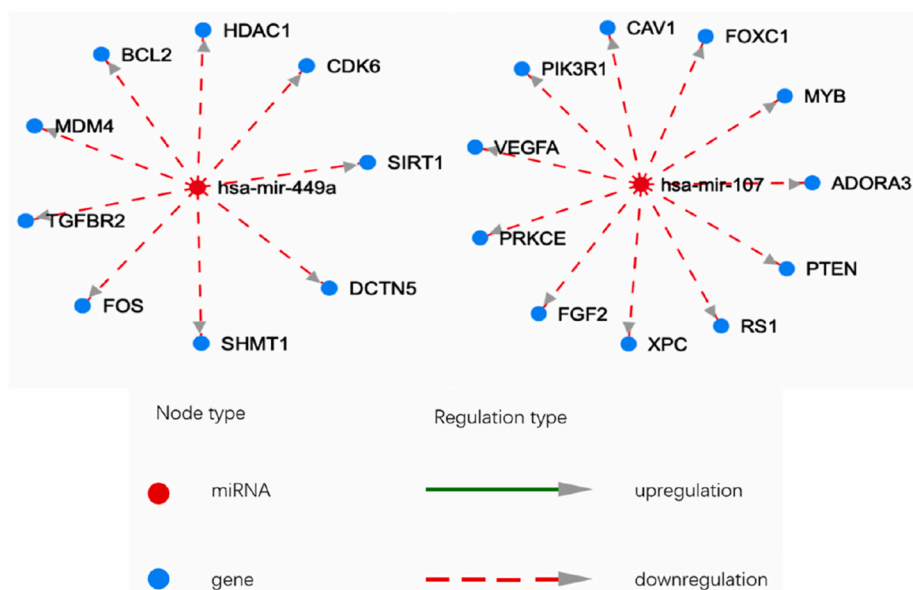 HDAC1
BCL2
CDK6
MDM4
SIRT1
hsa-mir-449a
TGFBR2
DCTN5
FOS
SHMT1
CAV1
FOXC1
PIK3R1
MYB
VEGFA
hsa-mir-107
ADORA3
PRKCE
PTEN
FGF2
RS1
XPC
Node type
Regulation type
miRNA
upregulation
gene
downregulation